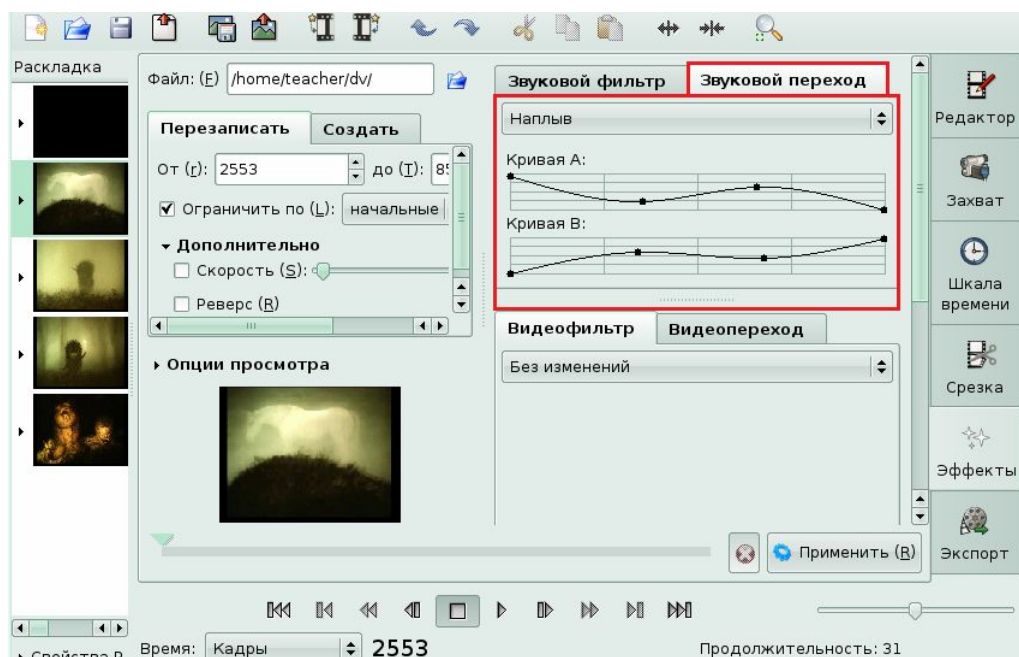 Раскладка
Файл: (F) /home/teacher/dv/
Перезаписать Создать
От (r): 2553 до (T):
Ограничить по (L): начальные
Дополнительно
Скорость (S):
Реверс (R)
Опции просмотра
Звуковой фильтр Звуковой переход
Наплыв
Кривая A:
Кривая B:
Видеофильтр Видеопереход
Без изменений
Применить (R)
Редактор
Захват
Шкала
времени
Срезка
Эффекты
Экспорт
Время: Кадры 2553
Продолжительность: 31